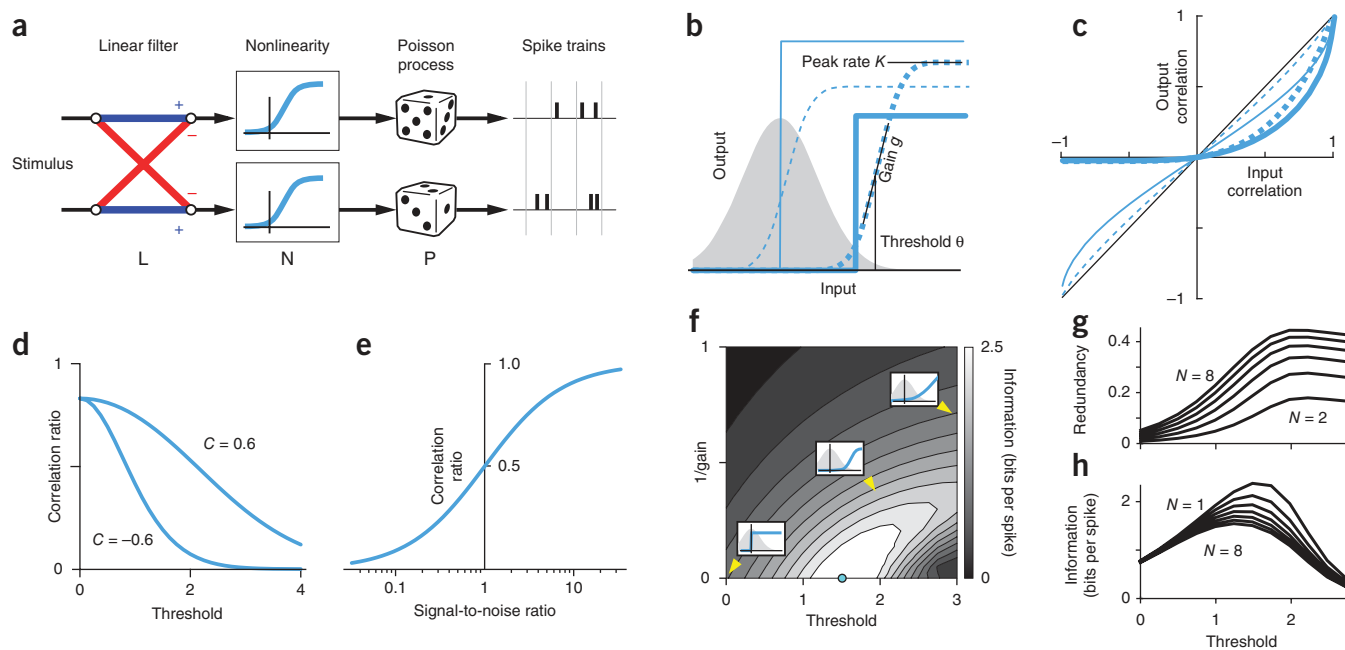 a
Linear filter
Nonlinearity
Poisson
process
Spike trains
Stimulus
+
−
−
+
L
N
P
b
Output
Peak rate K
Gain g
Threshold θ
Input
c
1
Output
correlation
−1
1
Input
correlation
−1
d
1
Correlation ratio
C = 0.6
C = −0.6
0
0
2
4
Threshold
e
1.0
Correlation
ratio
0.5
0.1
1
10
Signal-to-noise ratio
f
1
1/gain
0
0
1
2
3
Threshold
2.5
0
Information (bits per spike)
g
0.4
0.2
0
Redundancy
N = 8
N = 2
h
2
0
Information
(bits per spike)
N = 1
N = 8
0
1
2
Threshold